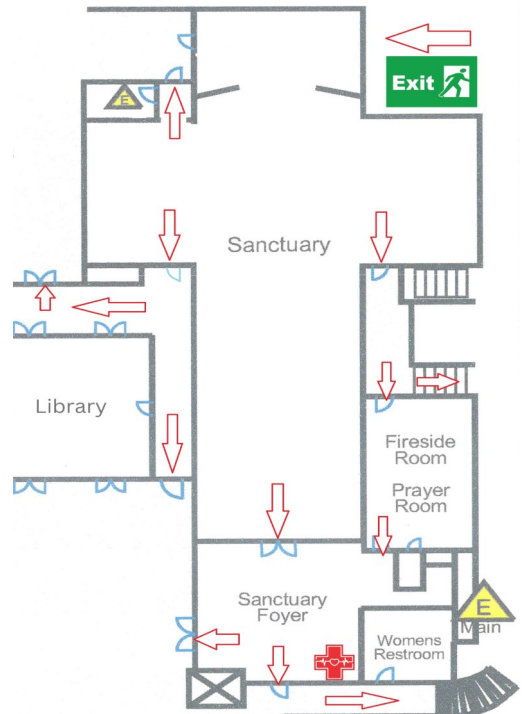 Exit
E
Sanctuary
Library
Fireside
Room
Prayer
Room
Sanctuary
Foyer
E
Main
Womens
Restroom